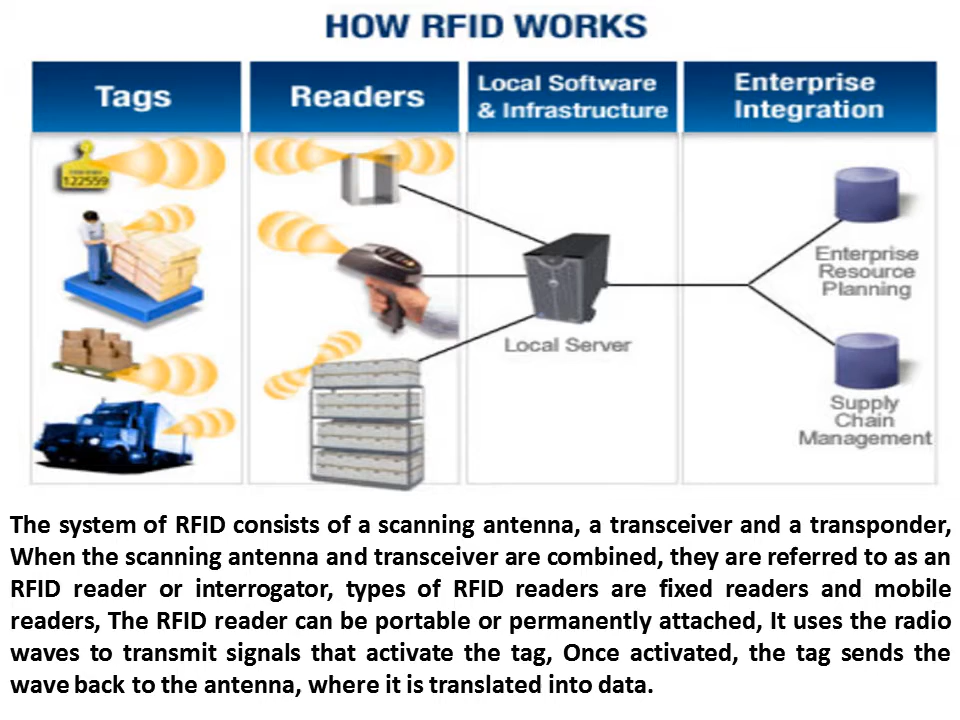 HOW RFID WORKS
Tags
Readers
Local Software
& Infrastructure
Enterprise
Integration
122559
Local Server
Enterprise
Resource
Planning
Supply
Chain
Management
The system of RFID consists of a scanning antenna, a transceiver and a transponder,
When the scanning antenna and transceiver are combined, they are referred to as an
RFID reader or interrogator, types of RFID readers are fixed readers and mobile
readers, The RFID reader can be portable or permanently attached, It uses the radio
waves to transmit signals that activate the tag, Once activated, the tag sends the
wave back to the antenna, where it is translated into data.